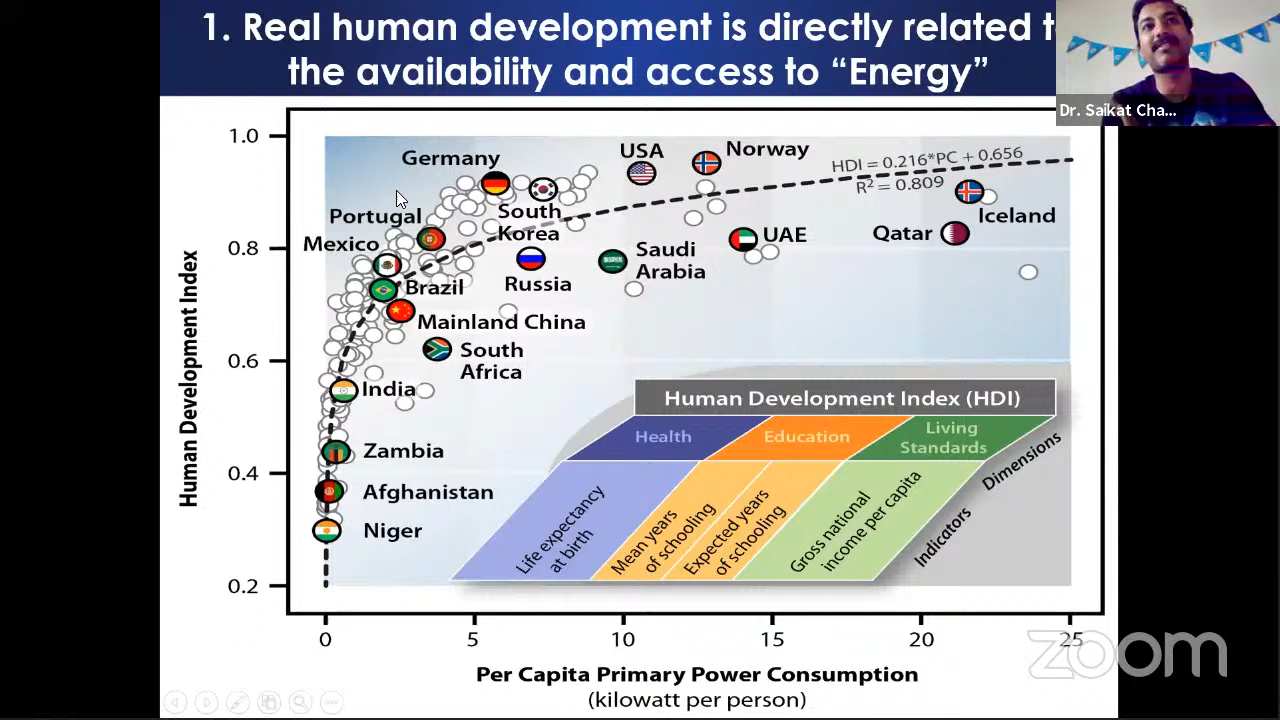 1. Real human development is directly related t
the availability and access to “Energy”
Dr. Saikat Cha...
1.0
0.8
0.6
0.4
0.2
Human Development Index
Germany
USA
Norway
HDI = 0.216*PC + 0.656
R² = 0.809
Portugal
South
Korea
Iceland
Mexico
Saudi
Arabia
UAE
Qatar
Brazil
Russia
Mainland China
South
Africa
India
Zambia
Afghanistan
Niger
Human Development Index (HDI)
Health
Education
Living
Standards
Dimensions
Life expectancy
at birth
Mean years
of schooling
Expected years
of schooling
Gross national
income per capita
Indicators
0
5
10
15
20
25
Per Capita Primary Power Consumption
(kilowatt per person)
zoom